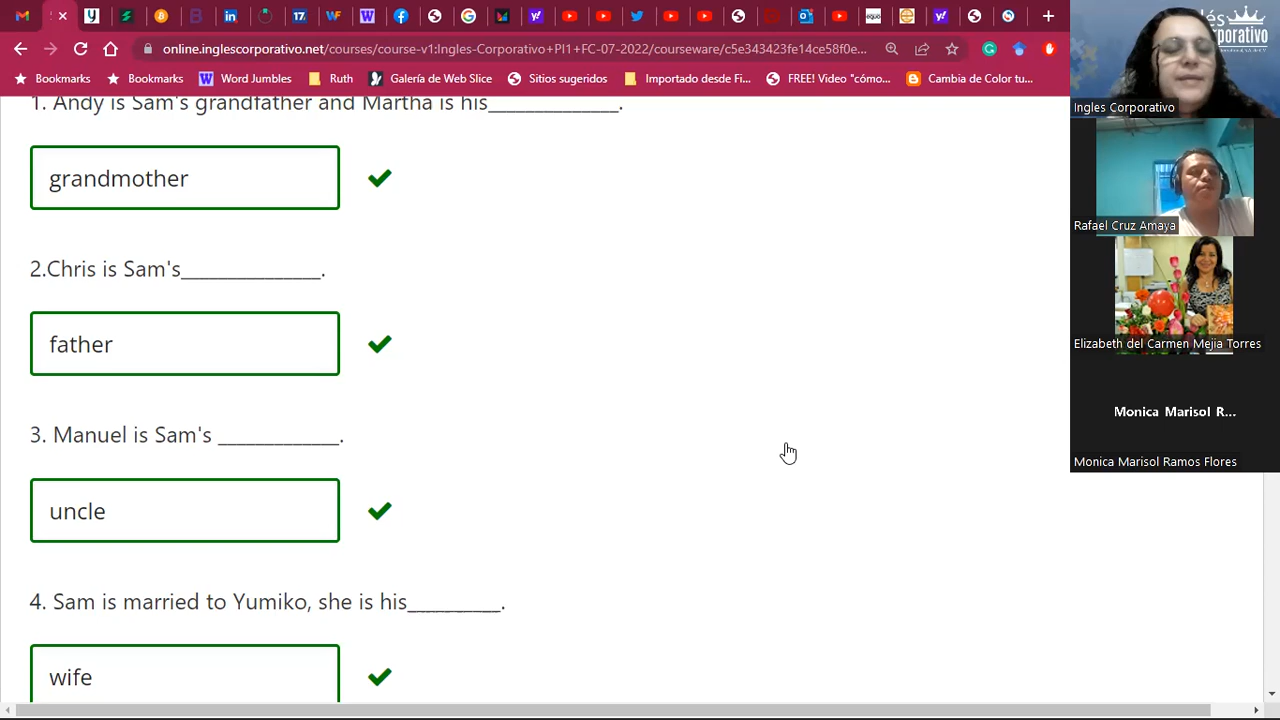 online.inglescorporativo.net/courses/course-v1:Ingles-Corporativo+PI1+FC-07-2022/courseware/c5e343423fe14ce58f0e...
Bookmarks
Bookmarks
Word Jumbles
Ruth
Galería de Web Slice
Sitios sugeridos
Importado desde Fi...
FREE! Video "cómo...
Cambia de Color tu...
1. Andy is Sam's grandfather and Martha is his_____________.
grandmother
2.Chris is Sam's______________.
father
3. Manuel is Sam's ____________.
uncle
4. Sam is married to Yumiko, she is his_________.
wife
Ingles Corporativo
Rafael Cruz Amaya
Elizabeth del Carmen Mejia Torres
Monica Marisol R...
Monica Marisol Ramos Flores